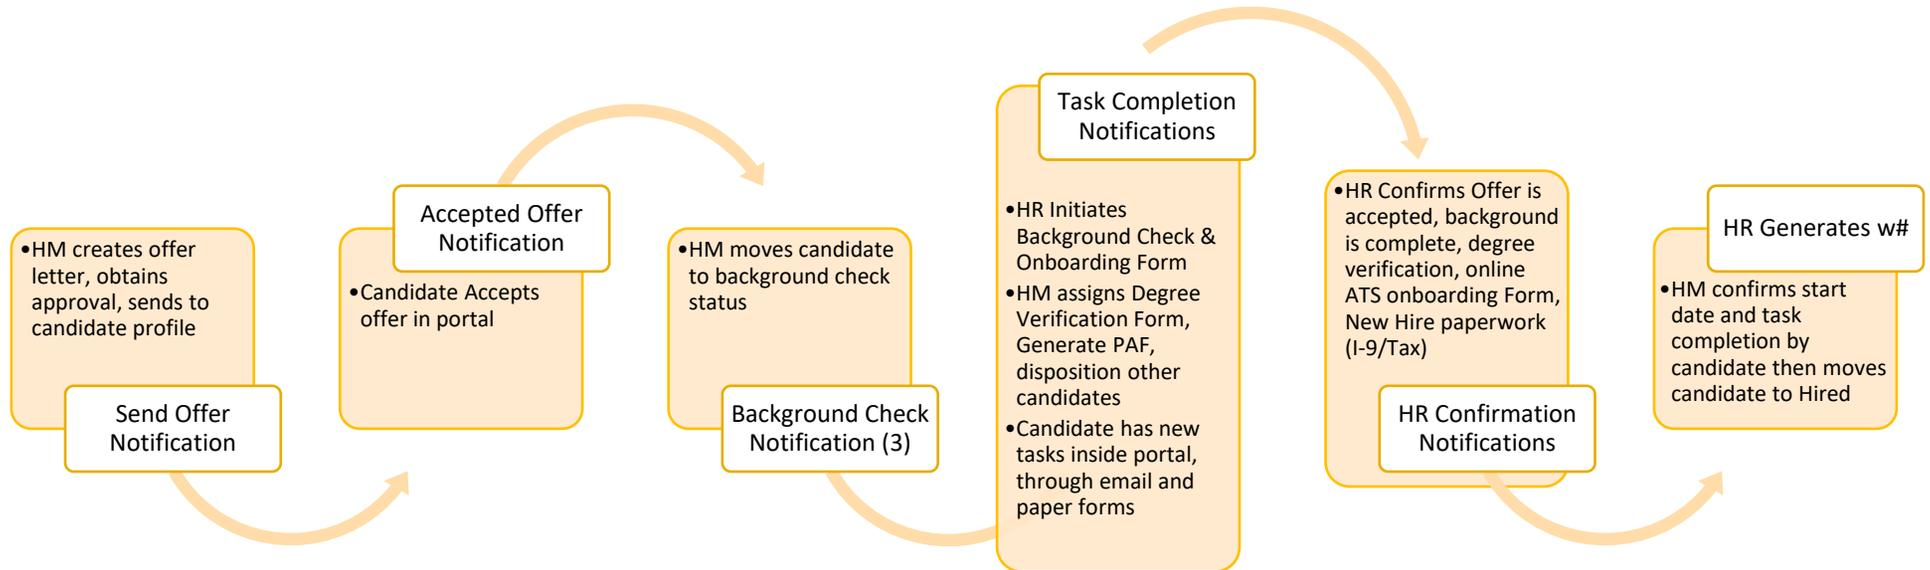 •HM creates offer
letter, obtains
approval, sends to
candidate profile
Send Offer
Notification
Accepted Offer
Notification
•Candidate Accepts
offer in portal
•HM moves candidate
to background check
status
Background Check
Notification (3)
Task Completion
Notifications
•HR Initiates
Background Check &
Onboarding Form
•HM assigns Degree
Verification Form,
Generate PAF,
disposition other
candidates
•Candidate has new
tasks inside portal,
through email and
paper forms
•HR Confirms Offer is
accepted, background
is complete, degree
verification, online
ATS onboarding Form,
New Hire paperwork
(I-9/Tax)
HR Confirmation
Notifications
HR Generates w#
•HM confirms start
date and task
completion by
candidate then moves
candidate to Hired